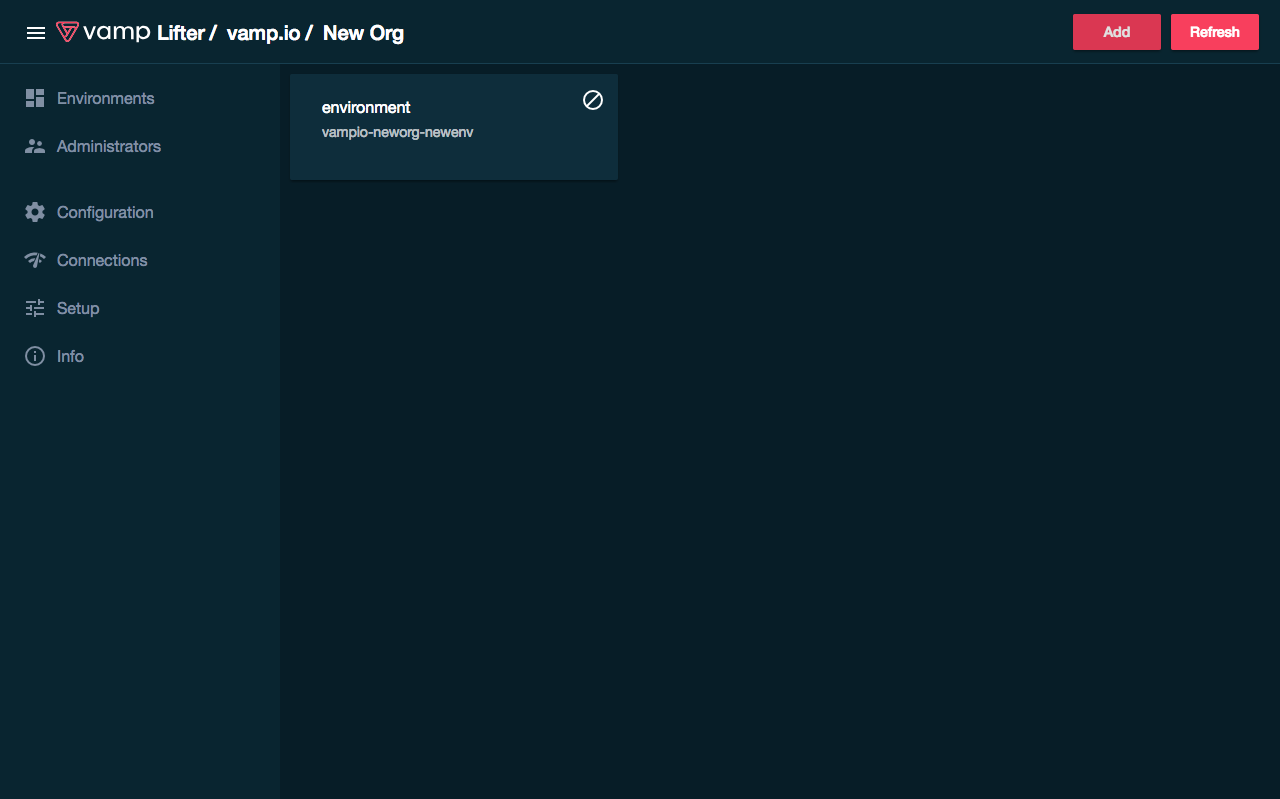 vamp Lifter / vamp.io / New Org
Add
Refresh
Environments
Administrators
Configuration
Connections
Setup
Info
environment
vampio-neworg-newenv